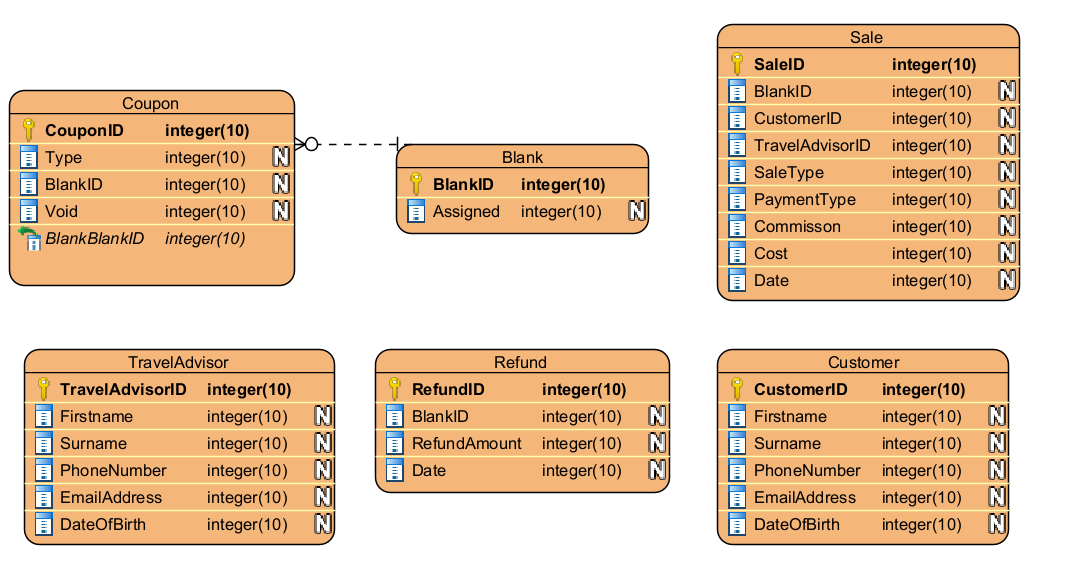 Coupon
CouponID integer(10)
Type integer(10) N
BlankID integer(10) N
Void integer(10) N
BlankBlankID integer(10)
Blank
BlankID integer(10)
Assigned integer(10) N
Sale
SaleID integer(10)
BlankID integer(10) N
CustomerID integer(10) N
TravelAdvisorID integer(10) N
SaleType integer(10) N
PaymentType integer(10) N
Commisson integer(10) N
Cost integer(10) N
Date integer(10) N
TravelAdvisor
TravelAdvisorID integer(10)
Firstname integer(10) N
Surname integer(10) N
PhoneNumber integer(10) N
EmailAddress integer(10) N
DateOfBirth integer(10) N
Refund
RefundID integer(10)
BlankID integer(10) N
RefundAmount integer(10) N
Date integer(10) N
Customer
CustomerID integer(10)
Firstname integer(10) N
Surname integer(10) N
PhoneNumber integer(10) N
EmailAddress integer(10) N
DateOfBirth integer(10) N